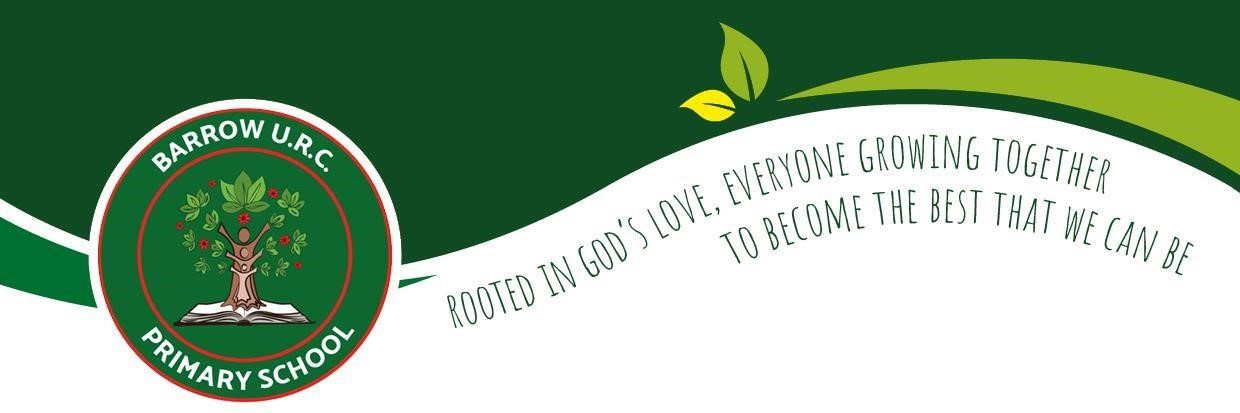 BARROW U.R.C.
PRIMARY SCHOOL
ROOTED IN GOD'S LOVE, EVERYONE GROWING TOGETHER
TO BECOME THE BEST THAT WE CAN BE